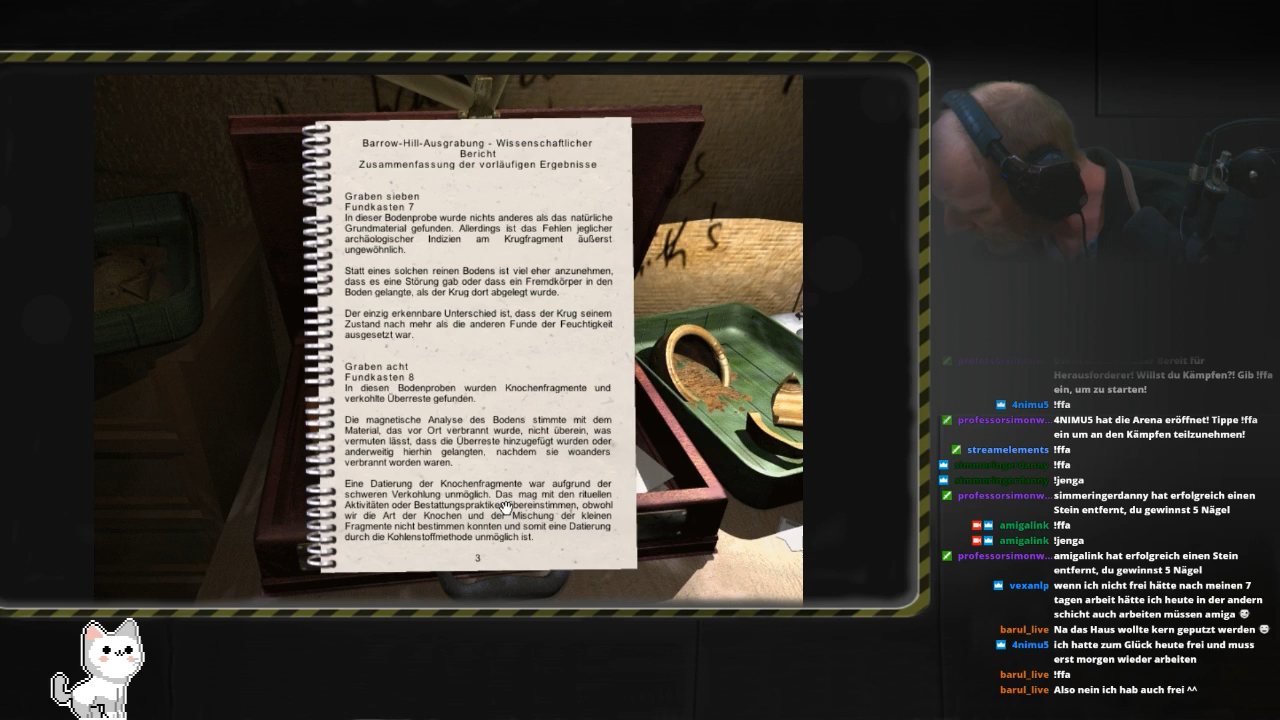 Barrow-Hill-Ausgrabung - Wissenschaftlicher
Bericht
Zusammenfassung der vorläufigen Ergebnisse
Graben sieben
Fundkasten 7
In dieser Bodenprobe wurde nichts anderes als das natürliche
Grundmaterial gefunden. Allerdings ist das Fehlen jeglicher
archäologischer Indizien am Krugfragment äußerst
ungewöhnlich.
Statt eines solchen reinen Bodens ist viel eher anzunehmen,
dass es eine Störung gab oder dass ein Fremdkörper in den
Boden gelangte, als der Krug dort abgelegt wurde.
Der einzig erkennbare Unterschied ist, dass der Krug seinem
Zustand nach mehr als die anderen Funde der Feuchtigkeit
ausgesetzt war.
Graben acht
Fundkasten 8
In diesen Bodenproben wurden Knochenfragmente und
verkohlte Überreste gefunden.
Die magnetische Analyse des Bodens stimmte mit dem
Material, das vor Ort verbrannt wurde, nicht überein, was
vermuten lässt, dass die Überreste hinzugefügt wurden oder
anderweitig hierhin gelangten, nachdem sie woanders
verbrannt worden waren.
Eine Datierung der Knochenfragmente war aufgrund der
schweren Verkohlung unmöglich. Das mag mit den rituellen
Aktivitäten oder Bestattungspraktiken übereinstimmen, obwohl
wir die Art der Knochen und der Mischung der kleinen
Fragmente nicht bestimmen konnten und somit eine Datierung
durch die Kohlenstoffmethode unmöglich ist.
3
bereit für
Herausforderer! Willst du Kämpfen?! Gib !ffa
ein, um zu starten!
4nimu5 !ffa
professorsimonw... 4NIMU5 hat die Arena eröffnet! Tippe !ffa
ein um an den Kämpfen teilzunehmen!
streamelements !ffa
simmeringerdanny !ffa
simmeringerdanny !jenga
professorsimonw... simmeringerdanny hat erfolgreich einen
Stein entfernt, du gewinnst 5 Nägel
amigalink !ffa
amigalink !jenga
professorsimonw... amigalink hat erfolgreich einen Stein
entfernt, du gewinnst 5 Nägel
vexanlp wenn ich nicht frei hätte nach meinen 7
tagen arbeit hätte ich heute in der andern
schicht auch arbeiten müssen amiga
barul_live Na das Haus wollte kern geputzt werden
4nimu5 ich hatte zum Glück heute frei und muss
erst morgen wieder arbeiten
barul_live !ffa
barul_live Also nein ich hab auch frei ^^